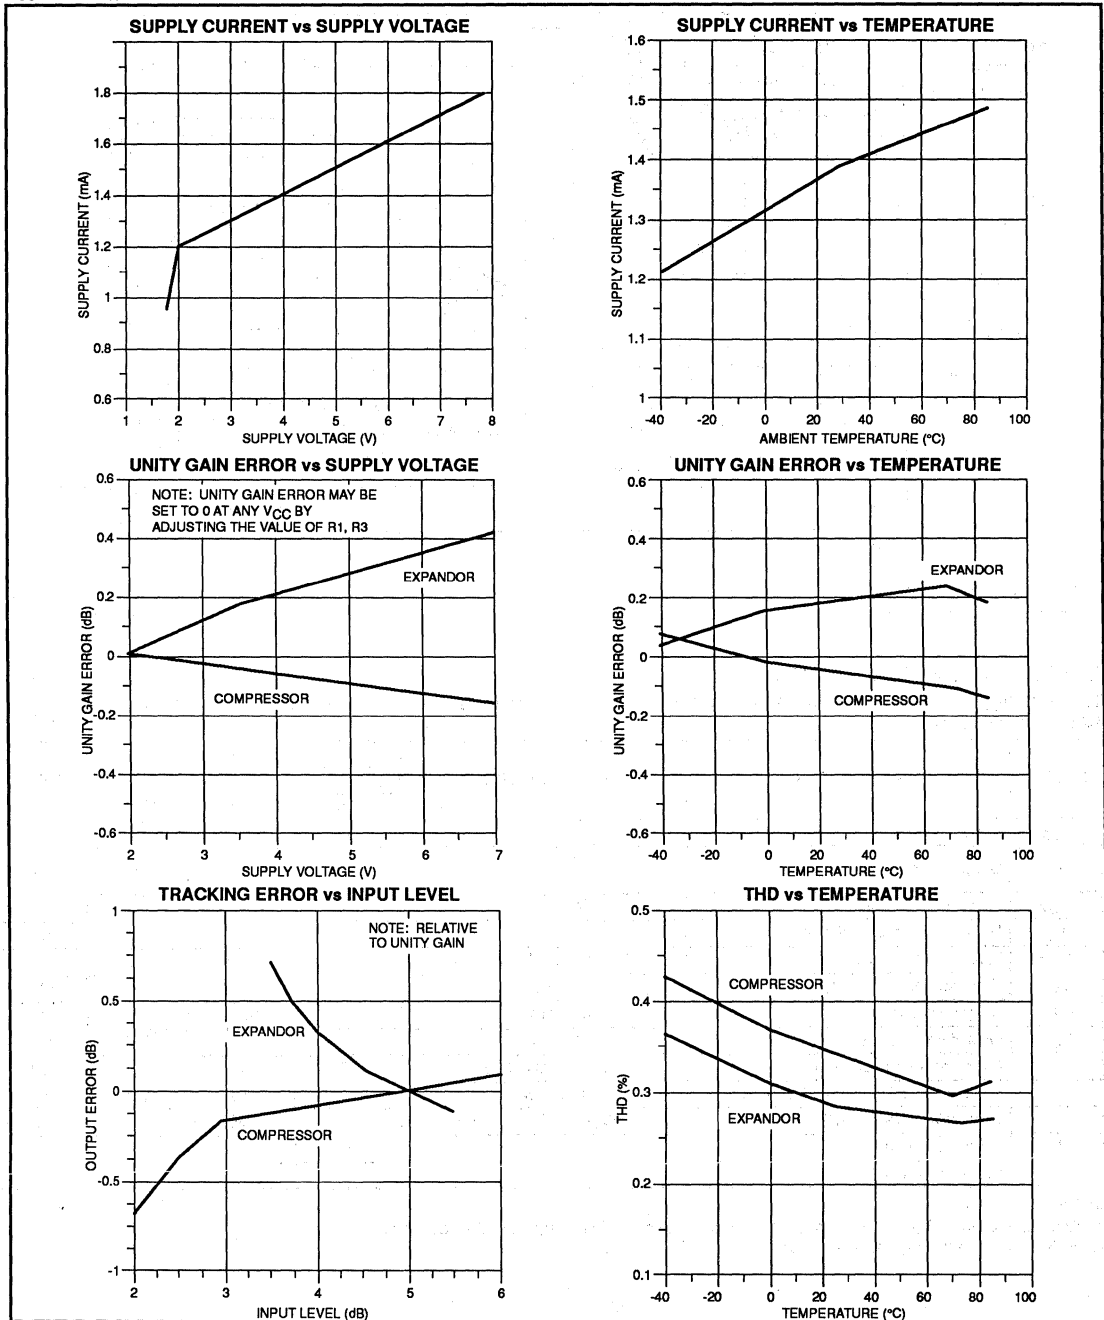 SUPPLY CURRENT vs SUPPLY VOLTAGE
1.8
1.6
1.4
1.2
1
0.8
0.6
SUPPLY CURRENT (mA)
1 2 3 4 5 6 7 8
SUPPLY VOLTAGE (V)
SUPPLY CURRENT vs TEMPERATURE
1.6
1.5
1.4
1.3
1.2
1.1
1
SUPPLY CURRENT (mA)
-40 -20 0 20 40 60 80 100
AMBIENT TEMPERATURE (°C)
UNITY GAIN ERROR vs SUPPLY VOLTAGE
NOTE: UNITY GAIN ERROR MAY BE
SET TO 0 AT ANY VCC BY
ADJUSTING THE VALUE OF R1, R3
0.6
0.4
0.2
0
-0.2
-0.4
-0.6
UNITY GAIN ERROR (dB)
EXPANDOR
COMPRESSOR
2 3 4 5 6 7
SUPPLY VOLTAGE (V)
UNITY GAIN ERROR vs TEMPERATURE
0.6
0.4
0.2
0
-0.2
-0.4
-0.6
UNITY GAIN ERROR (dB)
EXPANDOR
COMPRESSOR
-40 -20 0 20 40 60 80 100
TEMPERATURE (°C)
TRACKING ERROR vs INPUT LEVEL
NOTE: RELATIVE
TO UNITY GAIN
1
0.5
0
-0.5
-1
OUTPUT ERROR (dB)
EXPANDOR
COMPRESSOR
2 3 4 5 6
INPUT LEVEL (dB)
THD vs TEMPERATURE
0.5
0.4
0.3
0.2
0.1
THD (%)
COMPRESSOR
EXPANDOR
-40 -20 0 20 40 60 80 100
TEMPERATURE (°C)